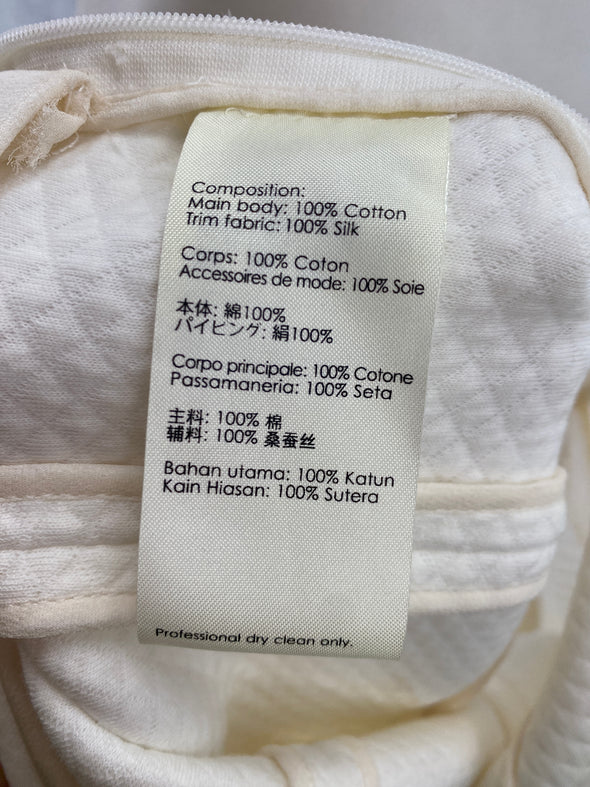 Composition:
Main body: 100% Cotton
Trim fabric: 100% Silk
Corps: 100% Coton
Accessoires de mode: 100% Soie
本体: 綿100%
パイピング: 絹100%
Corpo principale: 100% Cotone
Passamaneria: 100% Seta
主料: 100% 棉
辅料: 100% 桑蚕丝
Bahan utama: 100% Katun
Kain Hiasan: 100% Sutera
Professional dry clean only.